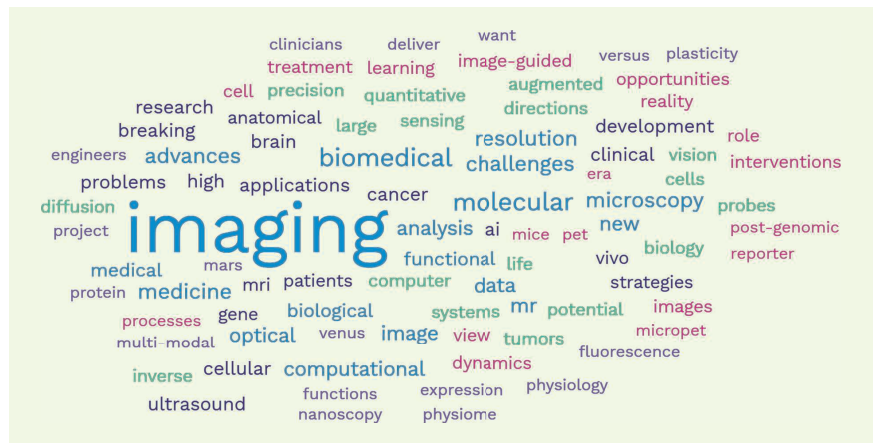 clinicians deliver want
treatment learning image-guided versus plasticity
cell precision quantitative augmented opportunities
research anatomical large sensing directions reality
breaking brain resolution development role
engineers advances biomedical challenges clinical vision interventions
problems high applications cancer era cells
diffusion imaging molecular microscopy probes
project analysis ai mice pet new post-genomic
medical mars functional life vivo biology reporter
protein medicine mri patients computer data strategies
processes gene biological systems mr potential images
multi-modal optical venus image view tumors micropet
inverse cellular computational dynamics fluorescence
ultrasound functions expression physiology
nanoscopy physiome